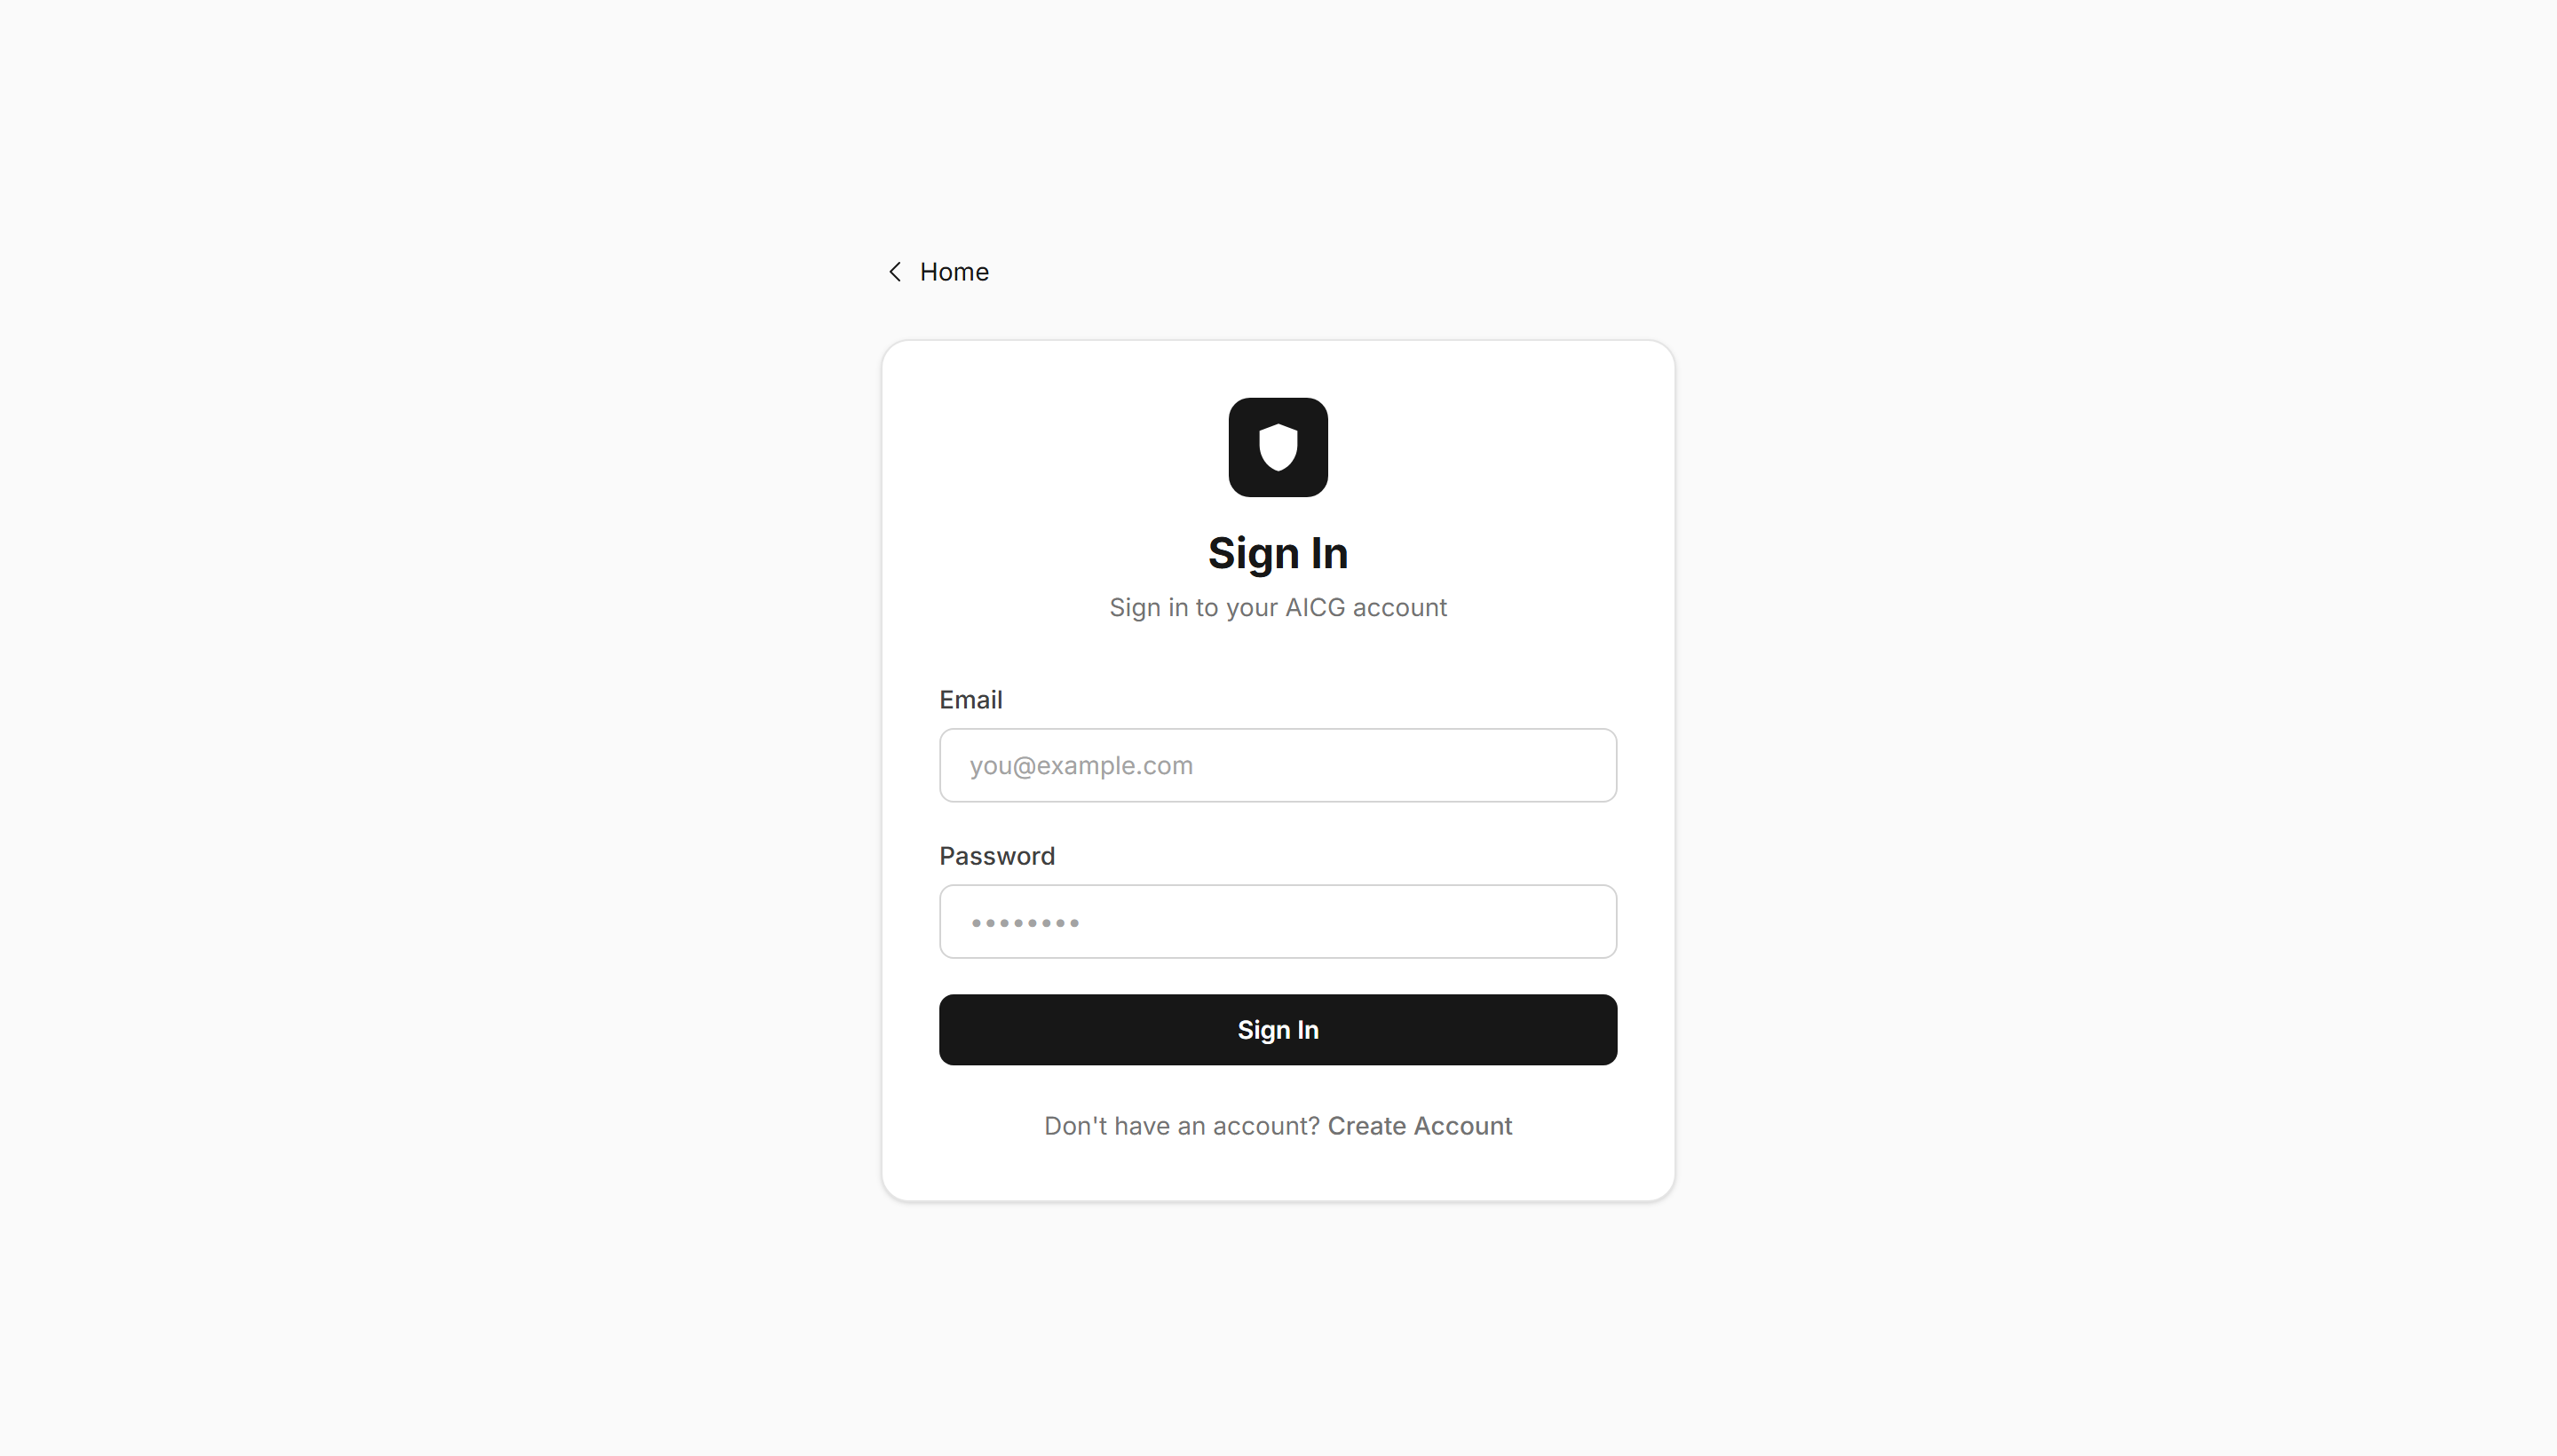 Home
Sign In
Sign in to your AICG account
Email
you@example.com
Password
••••••••
Sign In
Don't have an account? Create Account